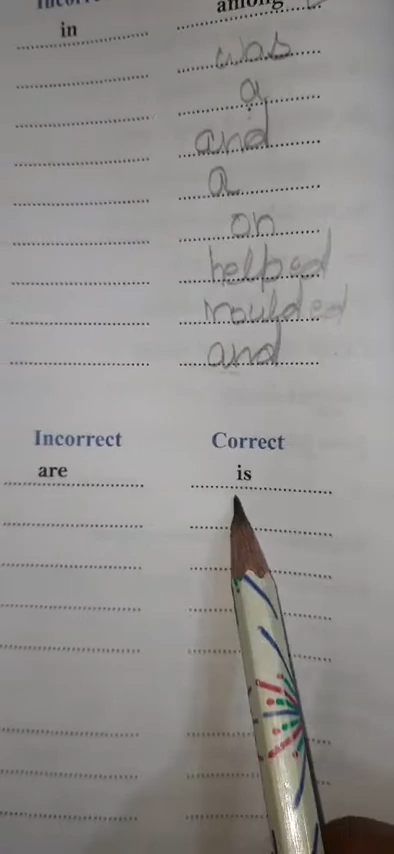 among
in
was
a
and
a
on
helped
moulded
and
Incorrect Correct
are is